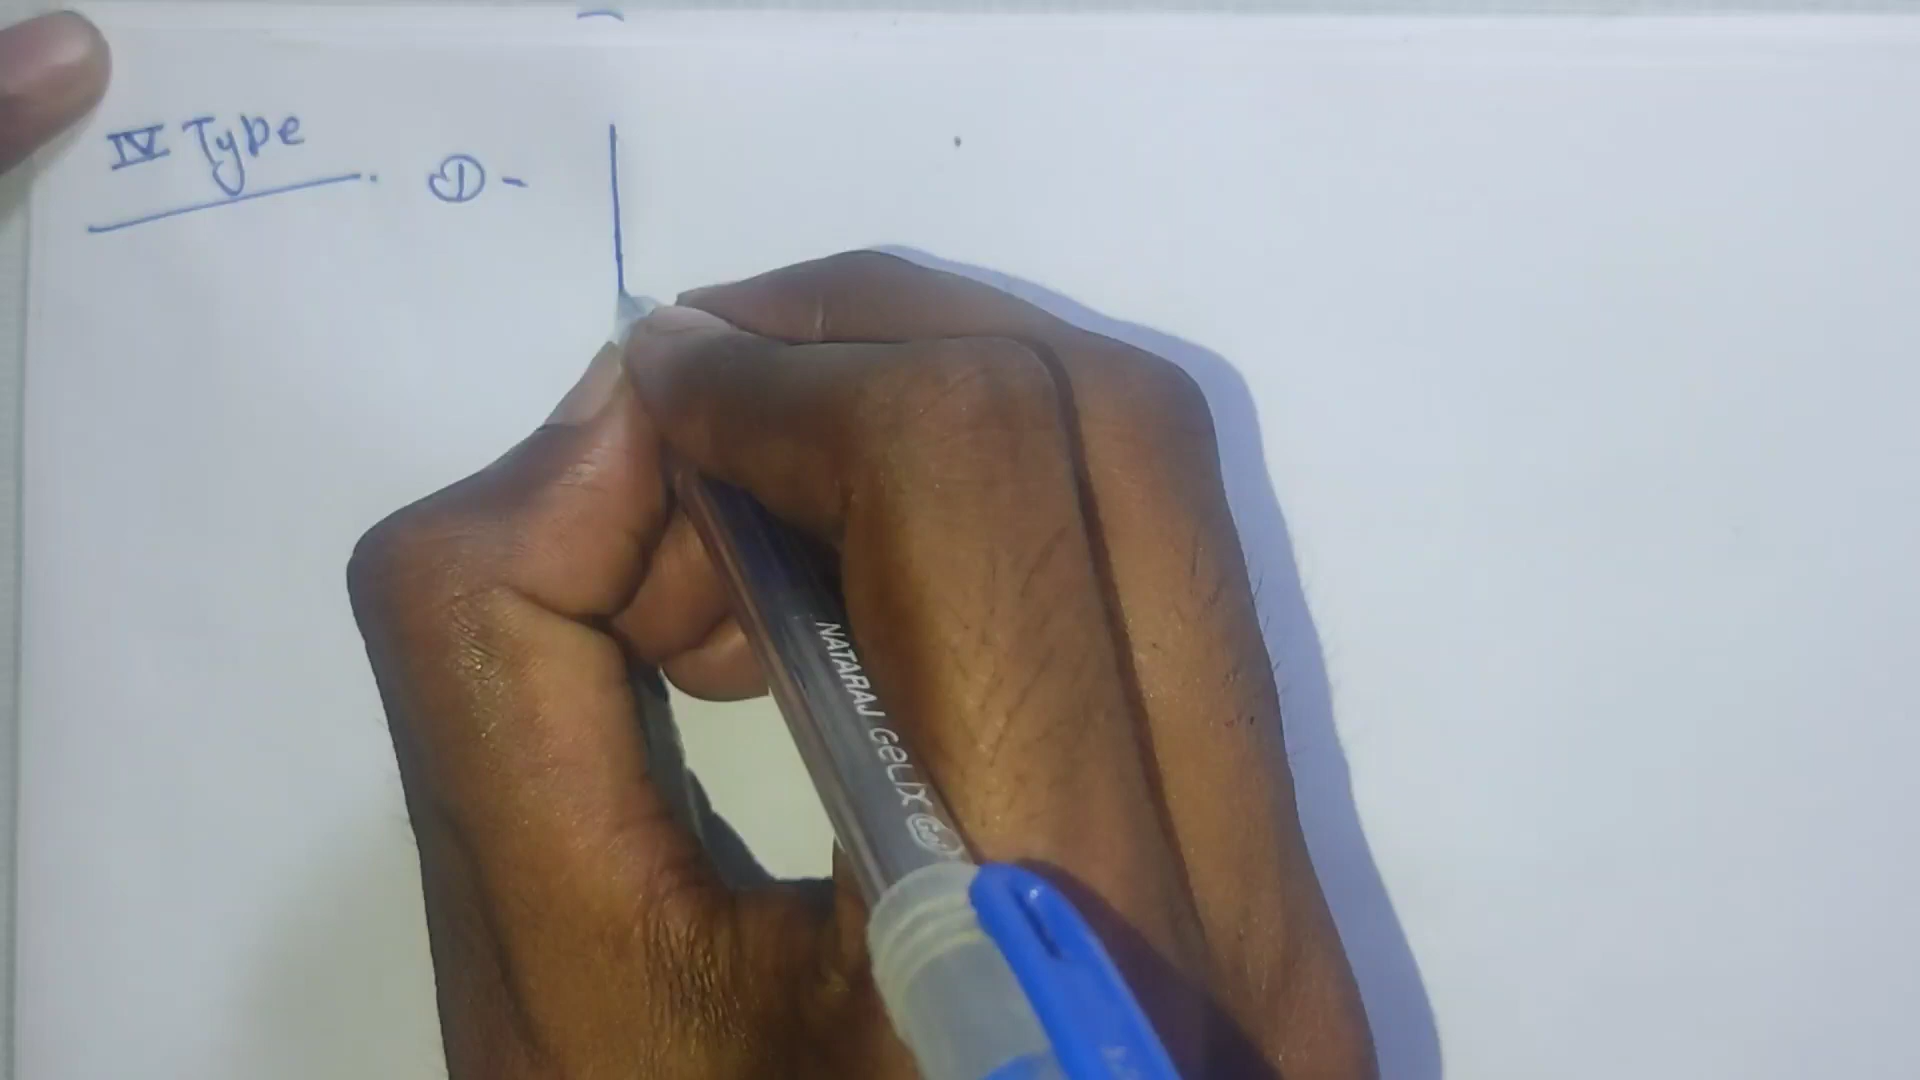 IV Type. ① -
NATARAJ GELIX